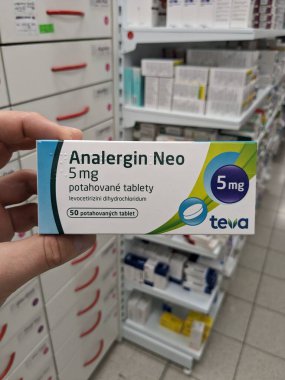 Analergin Neo
5 mg
potahované tablety
levocetirizini dihydrochloridum
50 potahovaných tablet
5 mg
teva